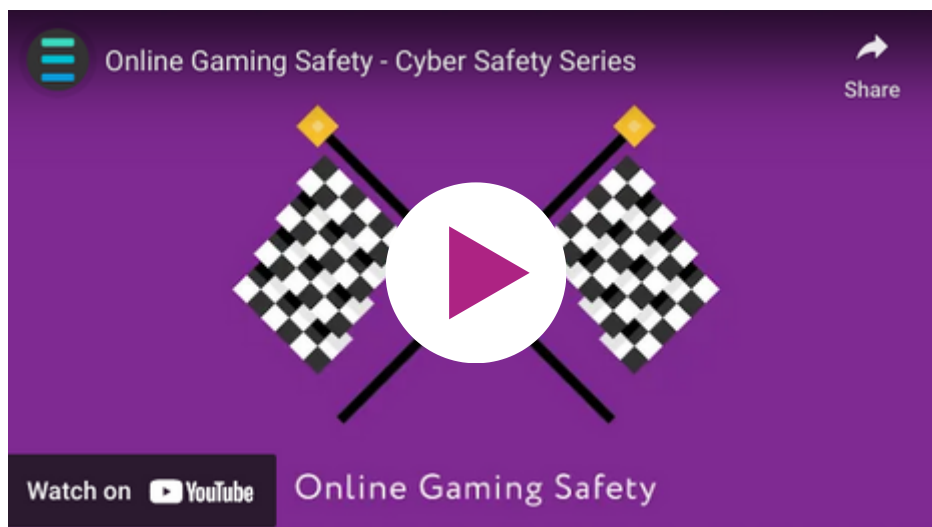 Online Gaming Safety - Cyber Safety Series
Share
Watch on YouTube
Online Gaming Safety